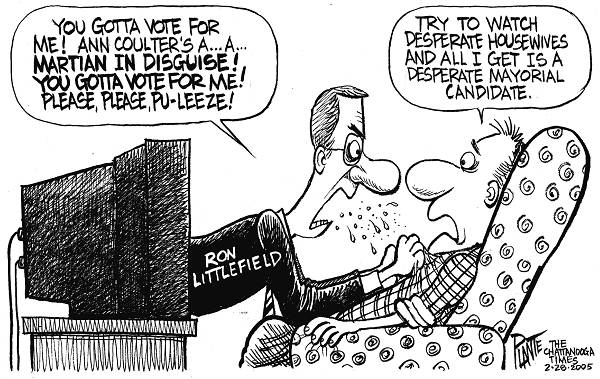 YOU GOTTA VOTE FOR
ME! ANN COULTER'S A...A...
MARTIAN IN DISGUISE!
YOU GOTTA VOTE FOR ME!
PLEASE, PLEASE, PU-LEEZE!
TRY TO WATCH
DESPERATE HOUSEWIVES
AND ALL I GET IS A
DESPERATE MAYORIAL
CANDIDATE.
RON
LITTLEFIELD
PLANTE
THE
CHATTANOOGA
TIMES
2-28-2005